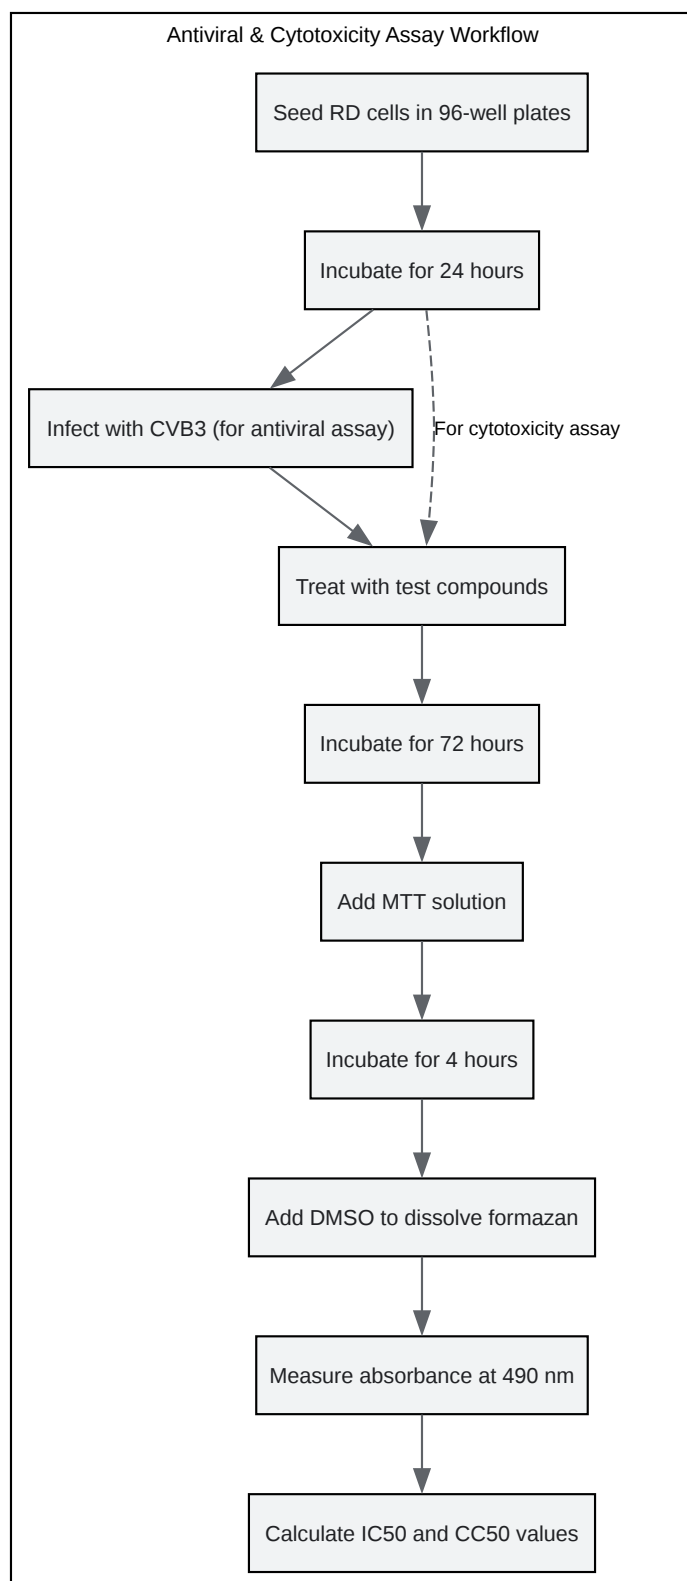 Antiviral & Cytotoxicity Assay Workflow
Seed RD cells in 96-well plates
Incubate for 24 hours
Infect with CVB3 (for antiviral assay)
For cytotoxicity assay
Treat with test compounds
Incubate for 72 hours
Add MTT solution
Incubate for 4 hours
Add DMSO to dissolve formazan
Measure absorbance at 490 nm
Calculate IC50 and CC50 values